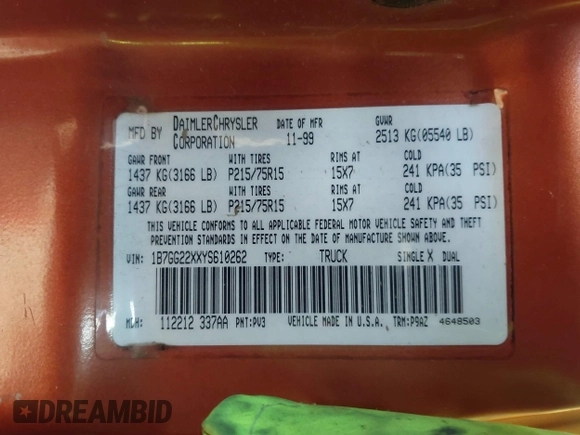 MFD BY DAIMLERCHRYSLER CORPORATION DATE OF MFR 11-99 GVWR 2513 KG(05540 LB)
GAWR FRONT WITH TIRES RIMS AT COLD
1437 KG(3166 LB) P215/75R15 15X7 241 KPA(35 PSI)
GAWR REAR WITH TIRES RIMS AT COLD
1437 KG(3166 LB) P215/75R15 15X7 241 KPA(35 PSI)
THIS VEHICLE CONFORMS TO ALL APPLICABLE FEDERAL MOTOR VEHICLE SAFETY AND THEFT
PREVENTION STANDARDS IN EFFECT ON THE DATE OF MANUFACTURE SHOWN ABOVE.
VIN: 1B7GG22XXYS610262 TYPE: TRUCK SINGLE X DUAL
MDH: 112212 337AA PNT:PV3 VEHICLE MADE IN U.S.A. TRM:P9AZ 4648503
DREAMBID